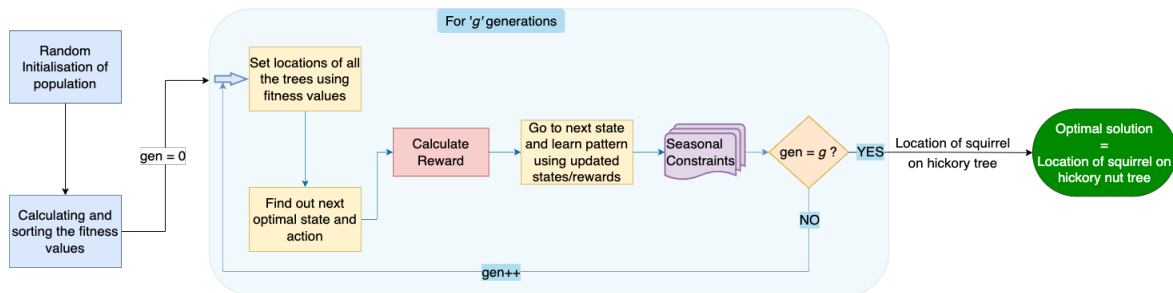 For 'g' generations
Random
Initialisation of
population
Calculating and
sorting the fitness
values
gen = 0
Set locations of all
the trees using
fitness values
Find out next
optimal state and
action
Calculate
Reward
Go to next state
and learn pattern
using updated
states/rewards
Seasonal
Constraints
gen = g ?
YES
NO
gen++
Location of squirrel
on hickory tree
Optimal solution
=
Location of squirrel on
hickory nut tree